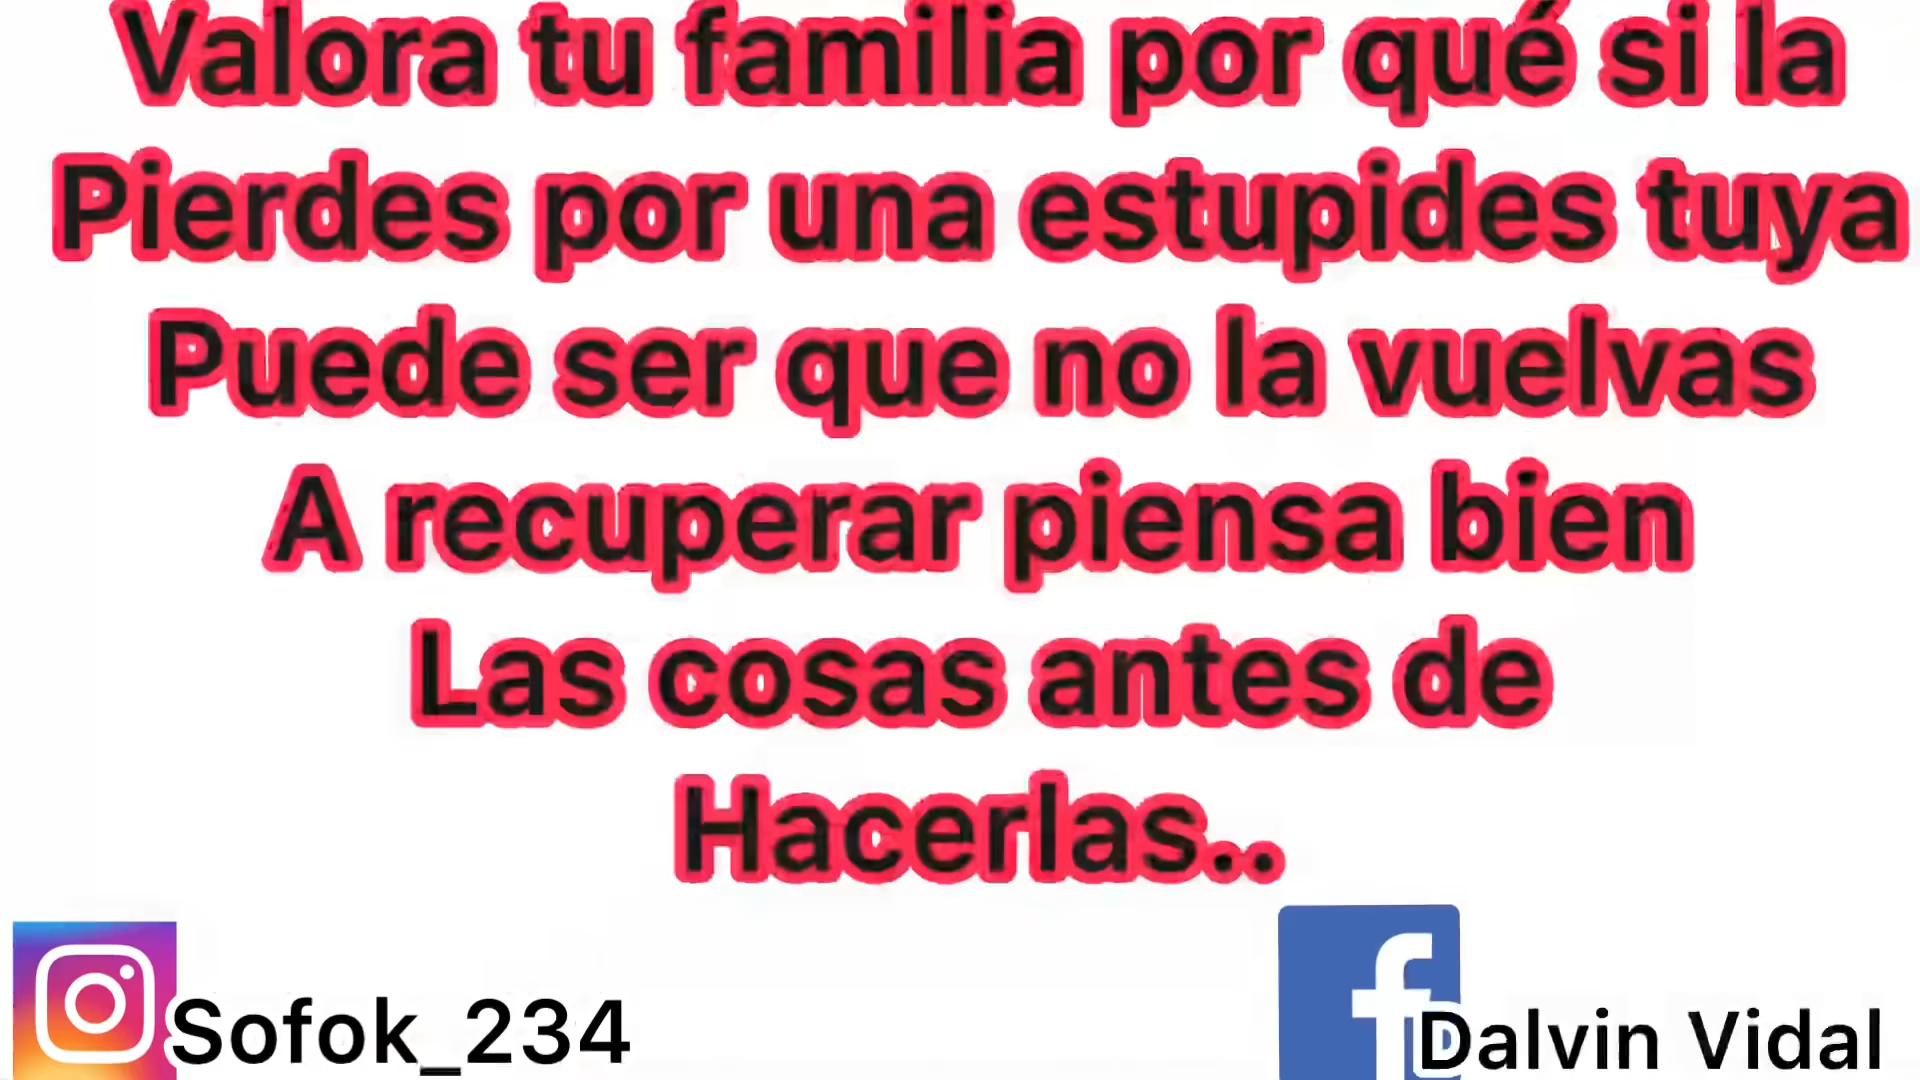 Valora tu familia por qué si la
Pierdes por una estupides tuya
Puede ser que no la vuelvas
A recuperar piensa bien
Las cosas antes de
Hacerlas..
Sofok_234
Dalvin Vidal